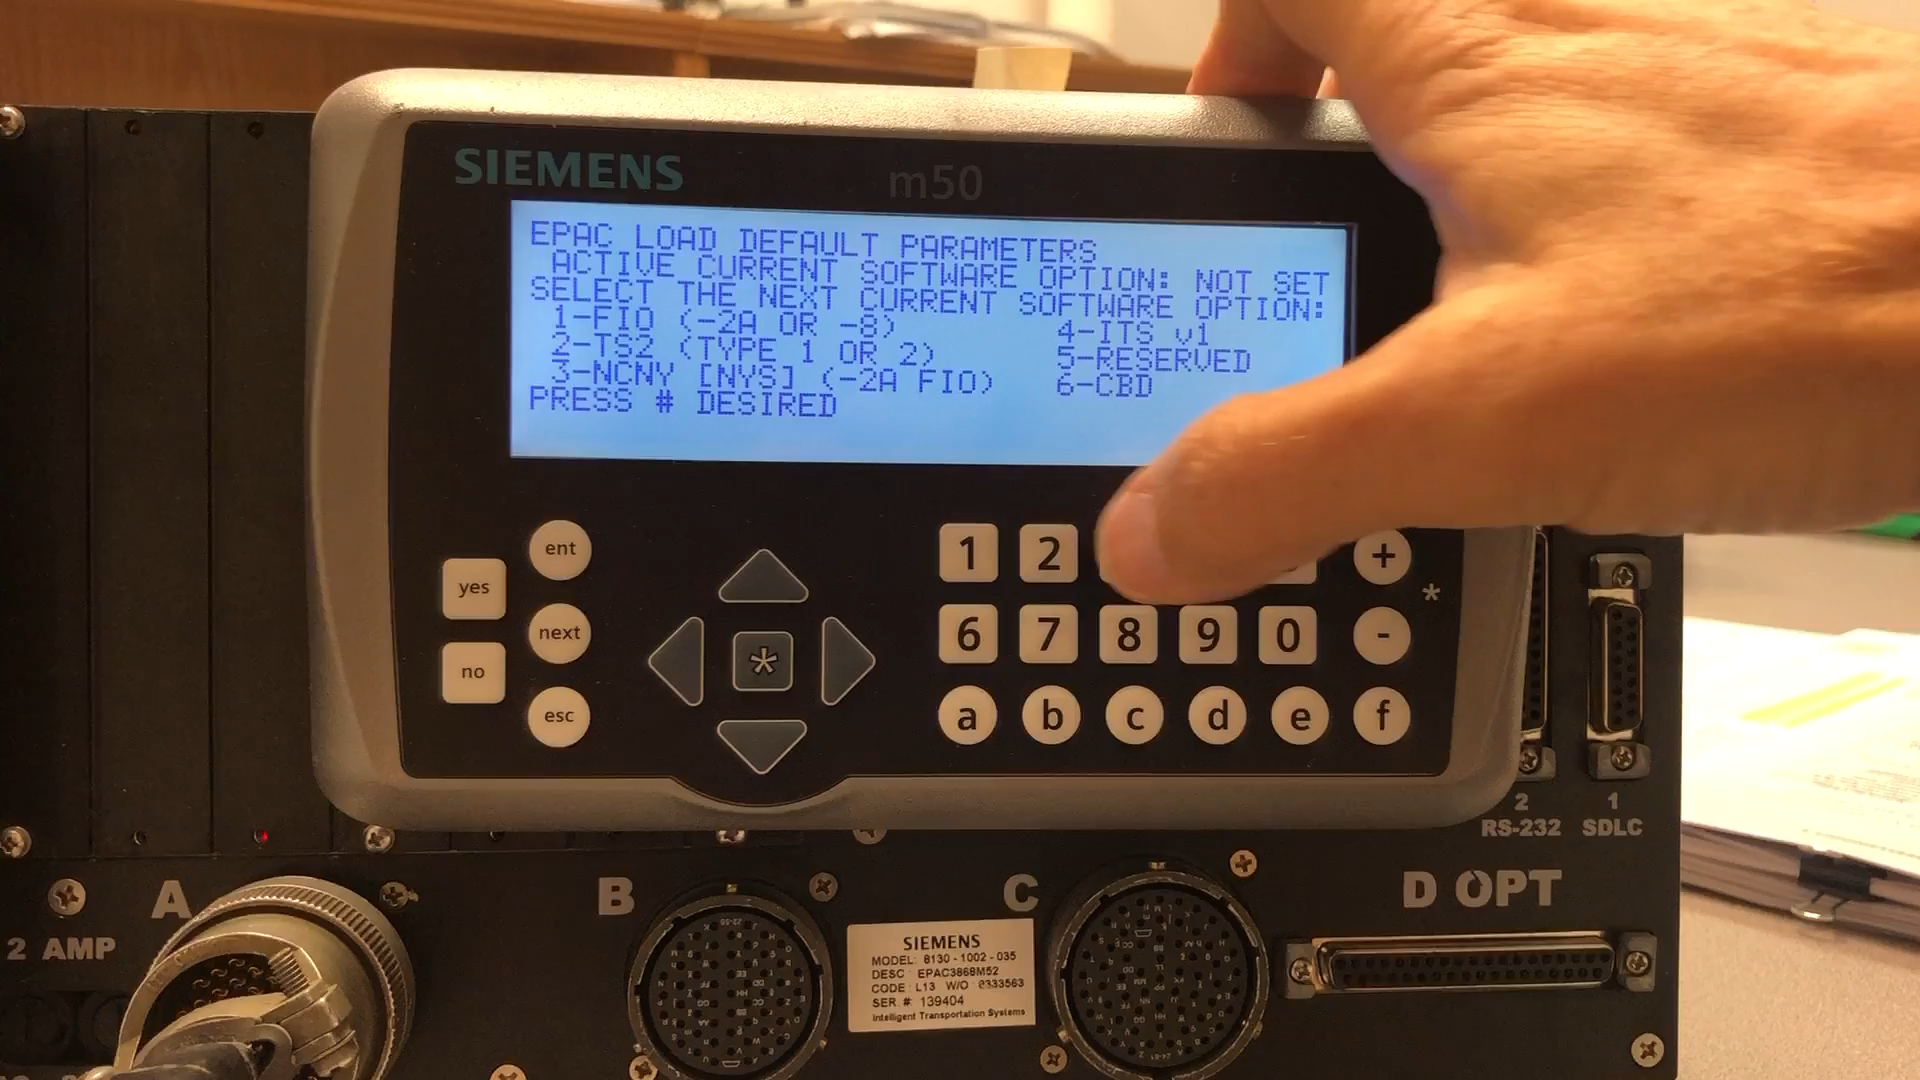 SIEMENS
m50
EPAC LOAD DEFAULT PARAMETERS
ACTIVE CURRENT SOFTWARE OPTION: NOT SET
SELECT THE NEXT CURRENT SOFTWARE OPTION:
1-FIO (-2A OR -8) 4-ITS v1
2-TS2 (TYPE 1 OR 2) 5-RESERVED
3-NCNY [NYS] (-2A FIO) 6-CBD
PRESS # DESIRED
ent
yes
next
no
esc
*
1 2 +
*
6 7 8 9 0 -
a b c d e f
2
RS-232
1
SDLC
A
B
C
D OPT
2 AMP
SIEMENS
MODEL: 8130 - 1002 - 035
DESC : EPAC3868M52
CODE : L13 W/O : 0333563
SER. # 139404
Intelligent Transportation Systems